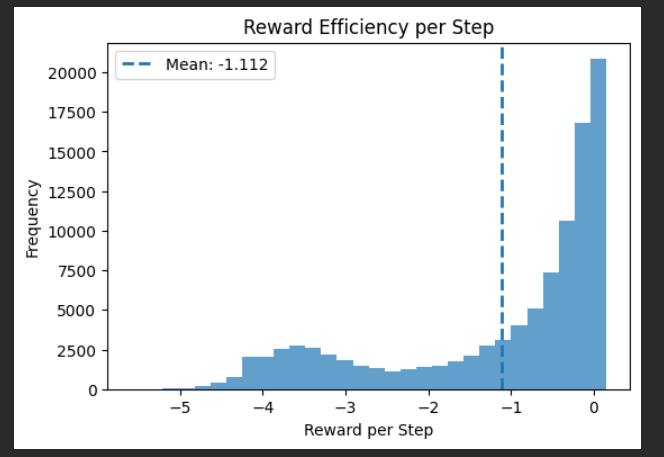 Reward Efficiency per Step
Mean: -1.112
20000
17500
15000
12500
10000
7500
5000
2500
0
Frequency
−5 −4 −3 −2 −1 0
Reward per Step